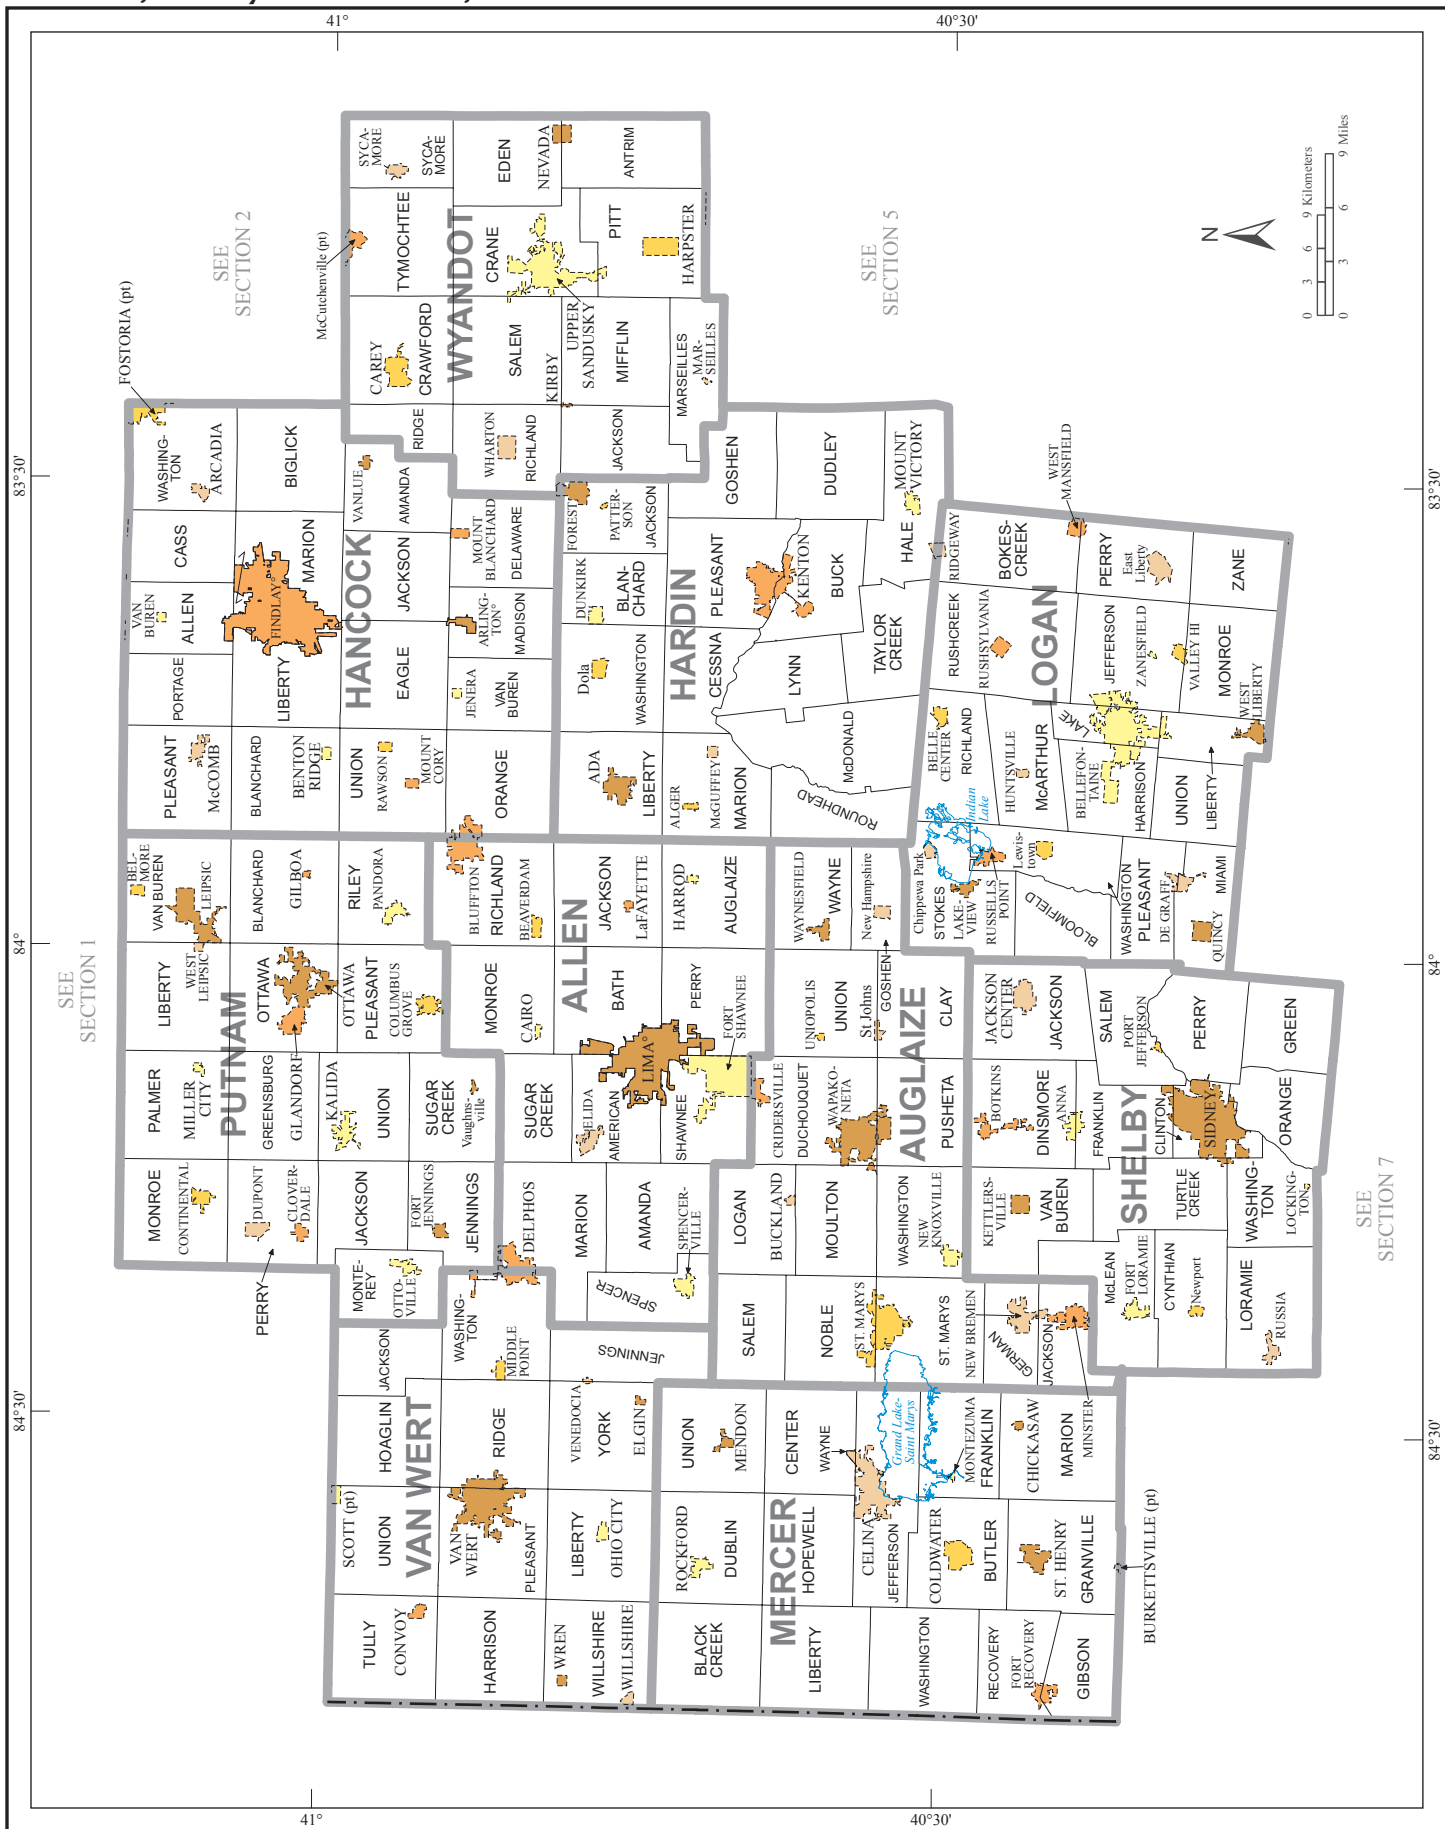 41°
40°30'
SEE
SECTION 2
SEE
SECTION 5
SEE
SECTION 1
SEE
SECTION 7
83°30'
83°30'
84°
84°
84°30'
84°30'
41°
40°30'
N
0 3 6 9 Kilometers
0 3 6 9 Miles
WYANDOT
SYCA-
MORE
SYCA-
MORE
EDEN
NEVADA
ANTRIM
McCutchenville (pt)
TYMOCHTEE
CRANE
PITT
HARPSTER
CAREY
CRAWFORD
SALEM
KIRBY
UPPER
SANDUSKY
MIFFLIN
MARSEILLES
MAR-
SEILLES
RIDGE
WHARTON
RICHLAND
JACKSON
HANCOCK
FOSTORIA (pt)
WASHING-
TON
ARCADIA
BIGLICK
VANLUE
AMANDA
CASS
MARION
FINDLAY°
JACKSON
MOUNT
BLANCHARD
DELAWARE
VAN
BUREN
ALLEN
PORTAGE
LIBERTY
EAGLE
ARLING-
TON°
MADISON
JENERA
VAN
BUREN
PLEASANT
McCOMB
BLANCHARD
BENTON
RIDGE
UNION
RAWSON
MOUNT
CORY
ORANGE
HARDIN
FOREST
PATTER-
SON
JACKSON
GOSHEN
DUDLEY
MOUNT
VICTORY
HALE
DUNKIRK
BLAN-
CHARD
PLEASANT
KENTON
BUCK
Dola
WASHINGTON
CESSNA
LYNN
TAYLOR
CREEK
ADA
LIBERTY
ALGER
McGUFFEY
MARION
McDONALD
ROUNDHEAD
LOGAN
RIDGEWAY
BOKES-
CREEK
WEST
MANSFIELD
PERRY
East
Liberty
ZANE
RUSHCREEK
RUSHSYLVANIA
JEFFERSON
ZANESFIELD
VALLEY HI
MONROE
BELLE
CENTER
RICHLAND
HUNTSVILLE
McARTHUR
LAKE
BELLEFON-
TAINE
HARRISON
UNION
LIBERTY
WEST
LIBERTY
Indian
Lake
Chippewa Park
STOKES
LAKE-
VIEW
RUSSELLS
POINT
Lewis-
town
BLOOMFIELD
WASHINGTON
PLEASANT
DE GRAFF
MIAMI
QUINCY
PUTNAM
BEL-
MORE
VAN BUREN
LEIPSIC
BLANCHARD
GILBOA
RILEY
PANDORA
LIBERTY
WEST
LEIPSIC
OTTAWA
OTTAWA
PLEASANT
COLUMBUS
GROVE
PALMER
MILLER
CITY
GREENSBURG
GLANDORF
KALIDA
UNION
SUGAR
CREEK
Vaughns-
ville
MONROE
CONTINENTAL
DUPONT
CLOVER-
DALE
PERRY
JACKSON
FORT
JENNINGS
JENNINGS
MONTE-
REY
OTTO-
VILLE
ALLEN
BLUFFTON
RICHLAND
BEAVERDAM
JACKSON
LaFAYETTE
HARROD
AUGLAIZE
MONROE
CAIRO
BATH
PERRY
LIMA°
FORT
SHAWNEE
SUGAR
CREEK
ELIDA
AMERICAN
SHAWNEE
DELPHOS
MARION
AMANDA
SPENCER-
VILLE
SPENCER
AUGLAIZE
WAYNESFIELD
WAYNE
New Hampshire
GOSHEN
UNIOPOLIS
UNION
St Johns
CLAY
CRIDERSVILLE
DUCHOUQUET
WAPAKO-
NETA
PUSHETA
LOGAN
BUCKLAND
MOULTON
WASHINGTON
NEW
KNOXVILLE
SALEM
NOBLE
ST. MARYS
ST. MARYS
NEW BREMEN
GERMAN
JACKSON
MINSTER
SHELBY
JACKSON
CENTER
JACKSON
SALEM
PORT
JEFFERSON
PERRY
GREEN
BOTKINS
DINSMORE
ANNA
FRANKLIN
CLINTON
SIDNEY
ORANGE
KETTLERS-
VILLE
VAN
BUREN
TURTLE
CREEK
WASHING-
TON
LOCKING-
TON
McLEAN
FORT
LORAMIE
CYNTHIAN
Newport
LORAMIE
RUSSIA
VAN WERT
JACKSON
WASHING-
TON
MIDDLE
POINT
JENNINGS
HOAGLIN
RIDGE
VENEDOCIA
YORK
ELGIN
SCOTT (pt)
UNION
VAN
WERT
PLEASANT
LIBERTY
OHIO CITY
TULLY
CONVOY
HARRISON
WREN
WILLSHIRE
WILLSHIRE
MERCER
UNION
MENDON
CENTER
WAYNE
Grand Lake-
Saint Marys
MONTEZUMA
FRANKLIN
CHICKASAW
MARION
ROCKFORD
DUBLIN
HOPEWELL
CELINA
JEFFERSON
COLDWATER
BUTLER
ST. HENRY
GRANVILLE
BURKETTSVILLE (pt)
BLACK
CREEK
LIBERTY
WASHINGTON
RECOVERY
FORT
RECOVERY
GIBSON